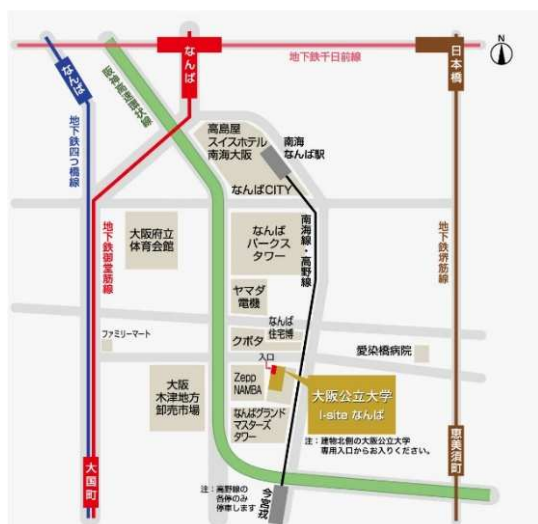 なんば
なんば
地下鉄千日前線
日本橋
N
阪神高速環状線
地下鉄四つ橋線
高島屋
スイスホテル
南海大阪
南海
なんば駅
なんばCITY
大阪府立
体育会館
地下鉄御堂筋線
なんば
パークス
タワー
南海線・高野線
地下鉄堺筋線
ヤマダ
電機
ファミリーマート
クボタ
なんば
住宅博
愛染橋病院
入口
大阪
木津地方
卸売市場
Zepp
NAMBA
大阪公立大学
I-site なんば
なんばグランド
マスターズ
タワー
注：建物北側の大阪公立大学
専用入口からお入りください。
大国町
恵美須町
注：高野線の
各停のみ
停車します
今宮戎